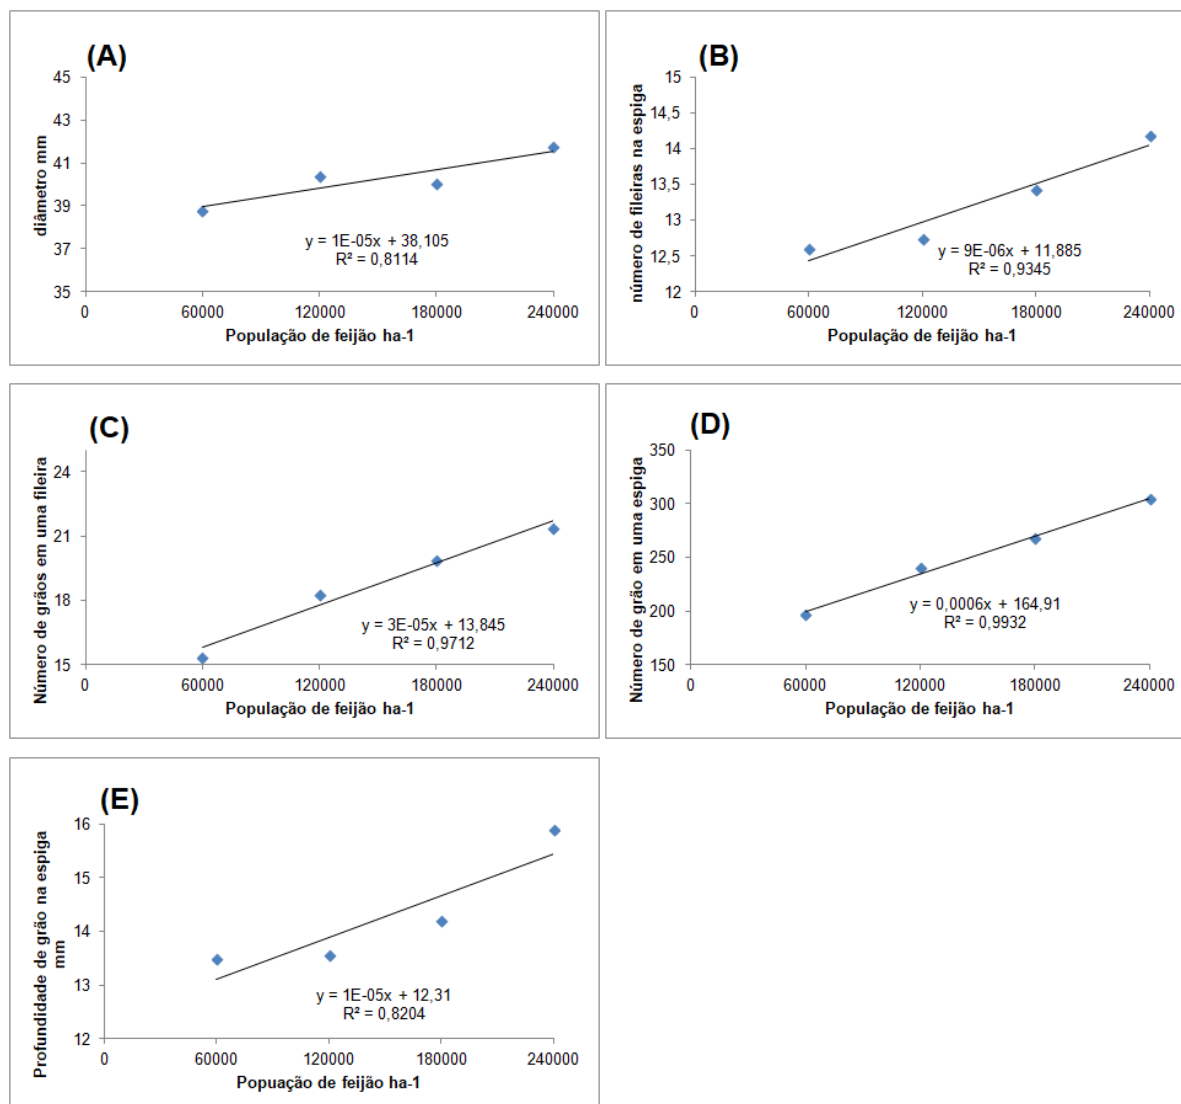 (A)
diâmetro mm
45
43
41
39
37
35
y = 1E-05x + 38,105
R² = 0,8114
0 60000 120000 180000 240000
População de feijão ha-1
(B)
número de fileiras na espiga
15
14,5
14
13,5
13
12,5
12
y = 9E-06x + 11,885
R² = 0,9345
0 60000 120000 180000 240000
População de feijão ha-1
(C)
Número de grãos em uma fileira
24
21
18
15
y = 3E-05x + 13,845
R² = 0,9712
0 60000 120000 180000 240000
População de feijão ha-1
(D)
Número de grão em uma espiga
350
300
250
200
150
y = 0,0006x + 164,91
R² = 0,9932
0 60000 120000 180000 240000
População de feijão ha-1
(E)
Profundidade de grão na espiga
mm
16
15
14
13
12
y = 1E-05x + 12,31
R² = 0,8204
0 60000 120000 180000 240000
Popuação de feijão ha-1